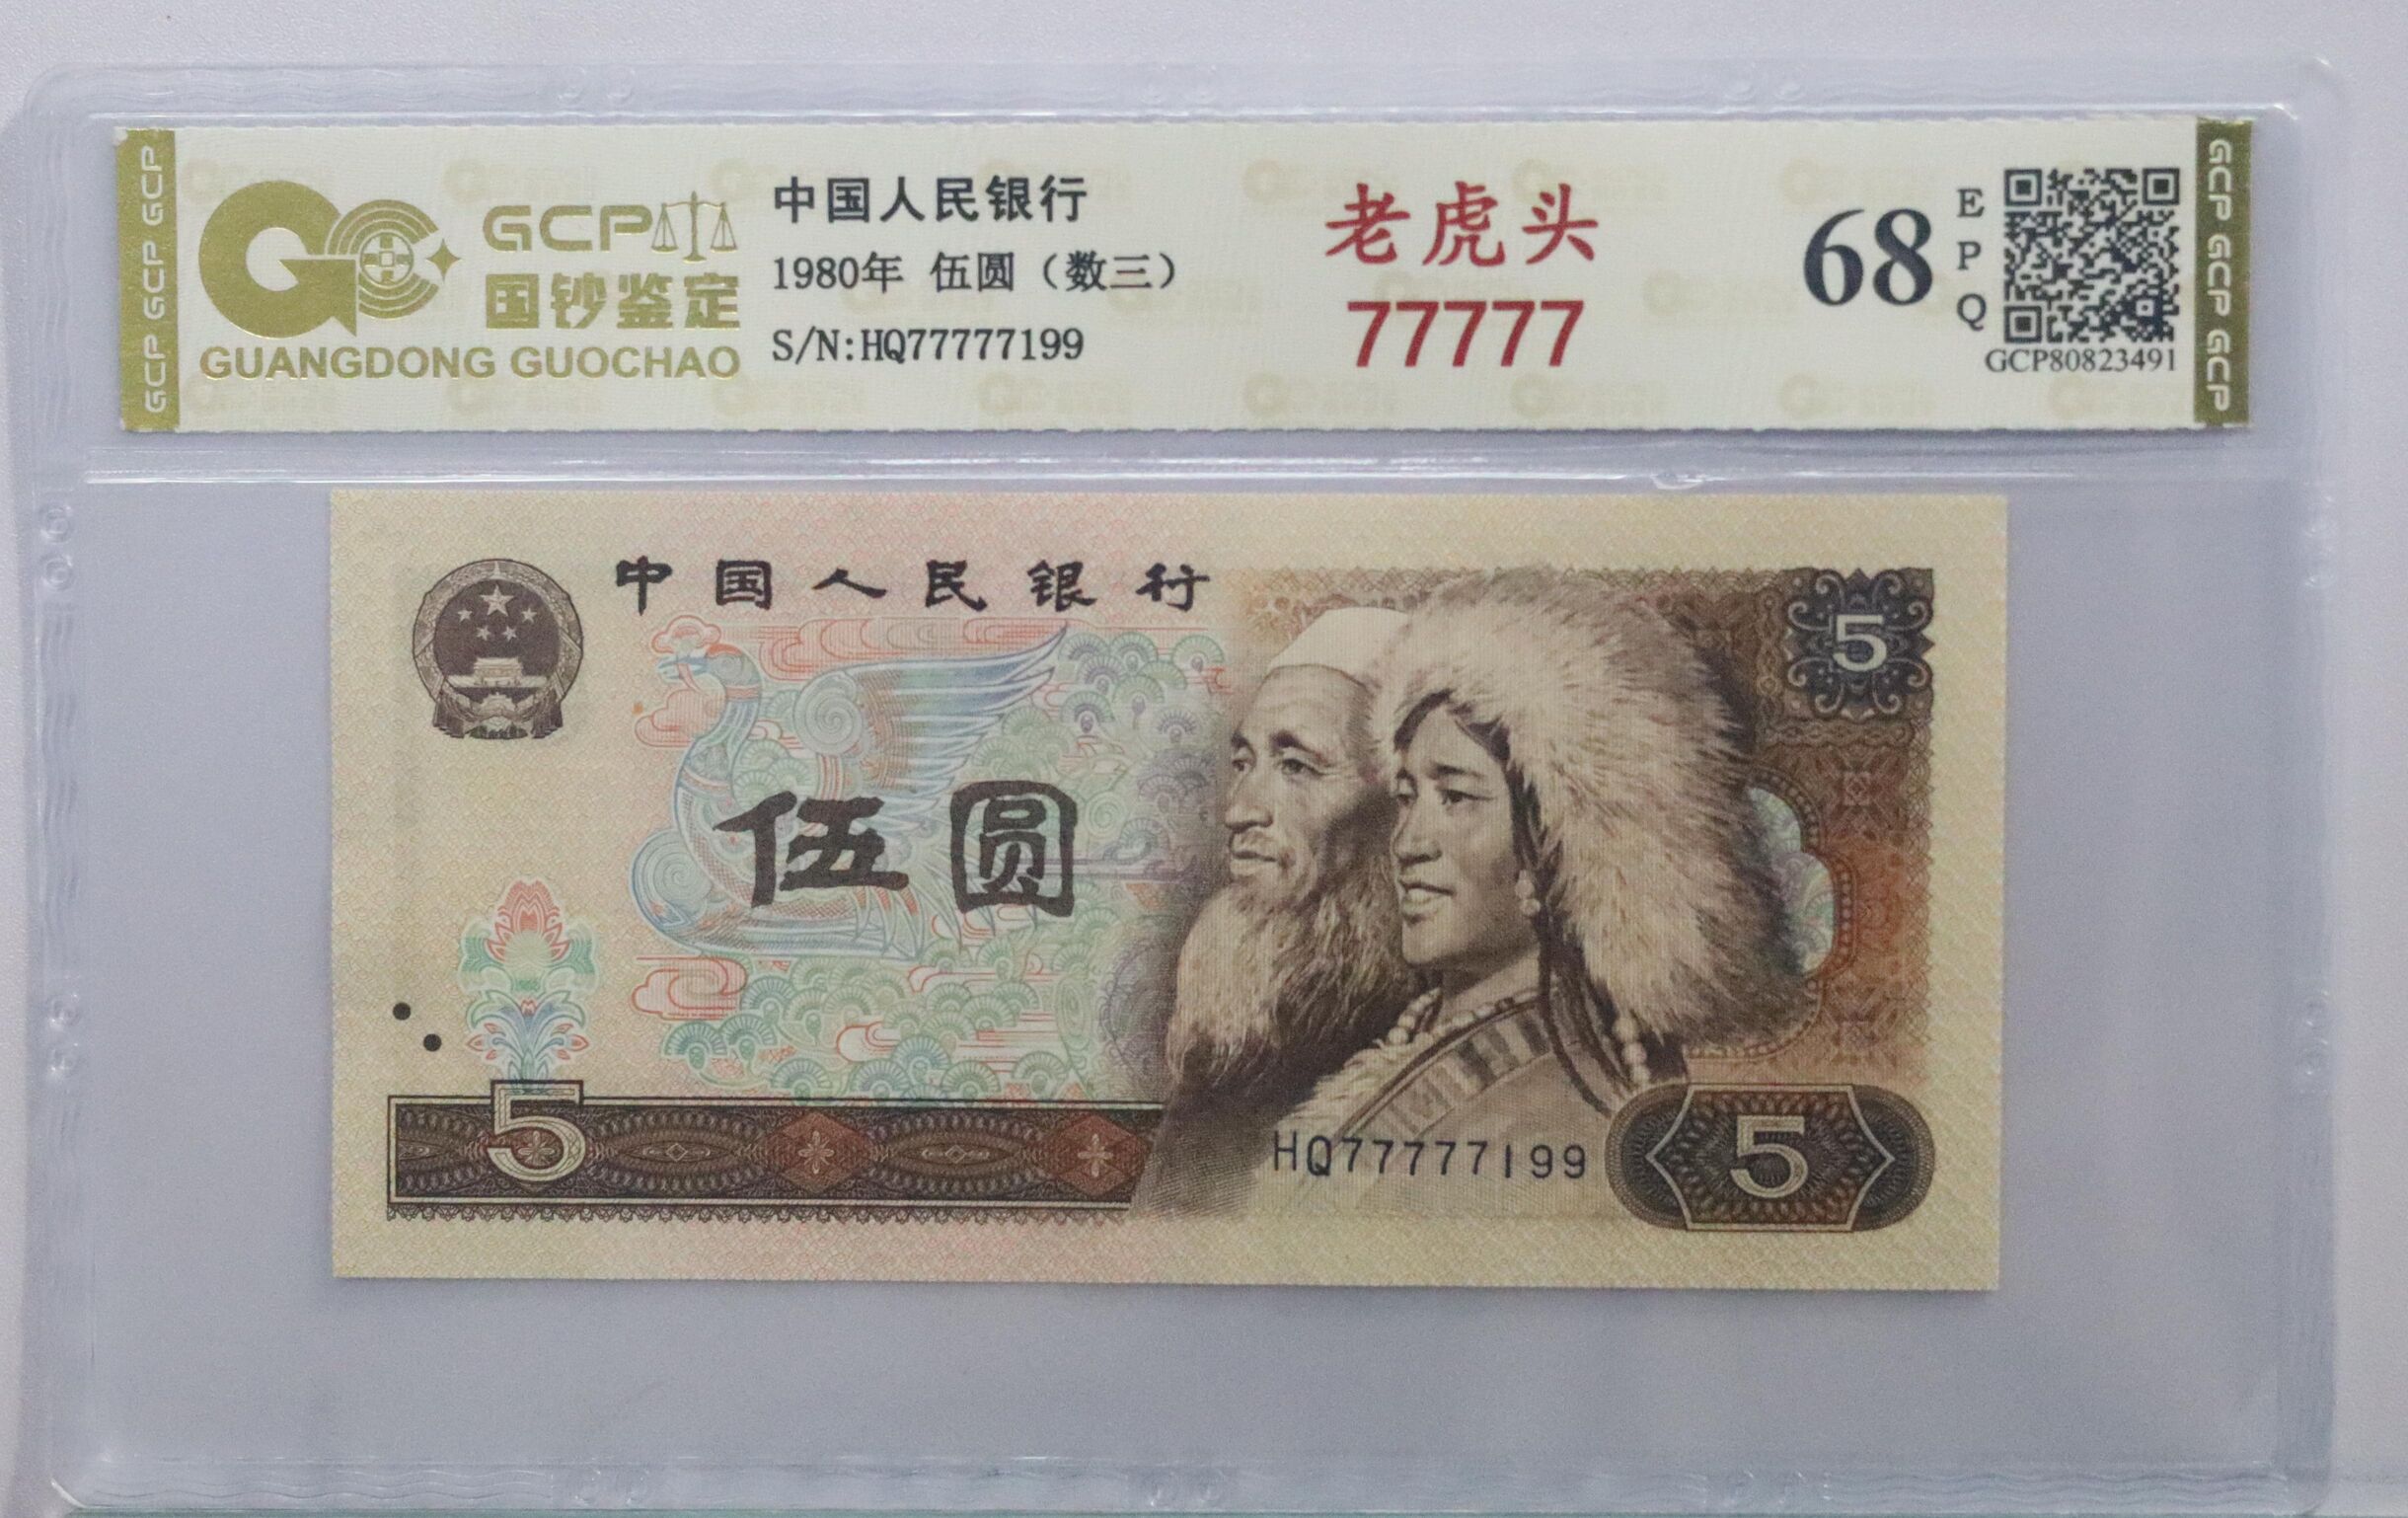 GCP GCP GCP
GCP
国钞鉴定
GUANGDONG GUOCHAO
中国人民银行
1980年 伍圆（数三）
S/N:HQ77777199
老虎头
77777
68
EPQ
GCP80823491
GCP GCP GCP
中国人民银行
5
伍圆
5
HQ77777199
5